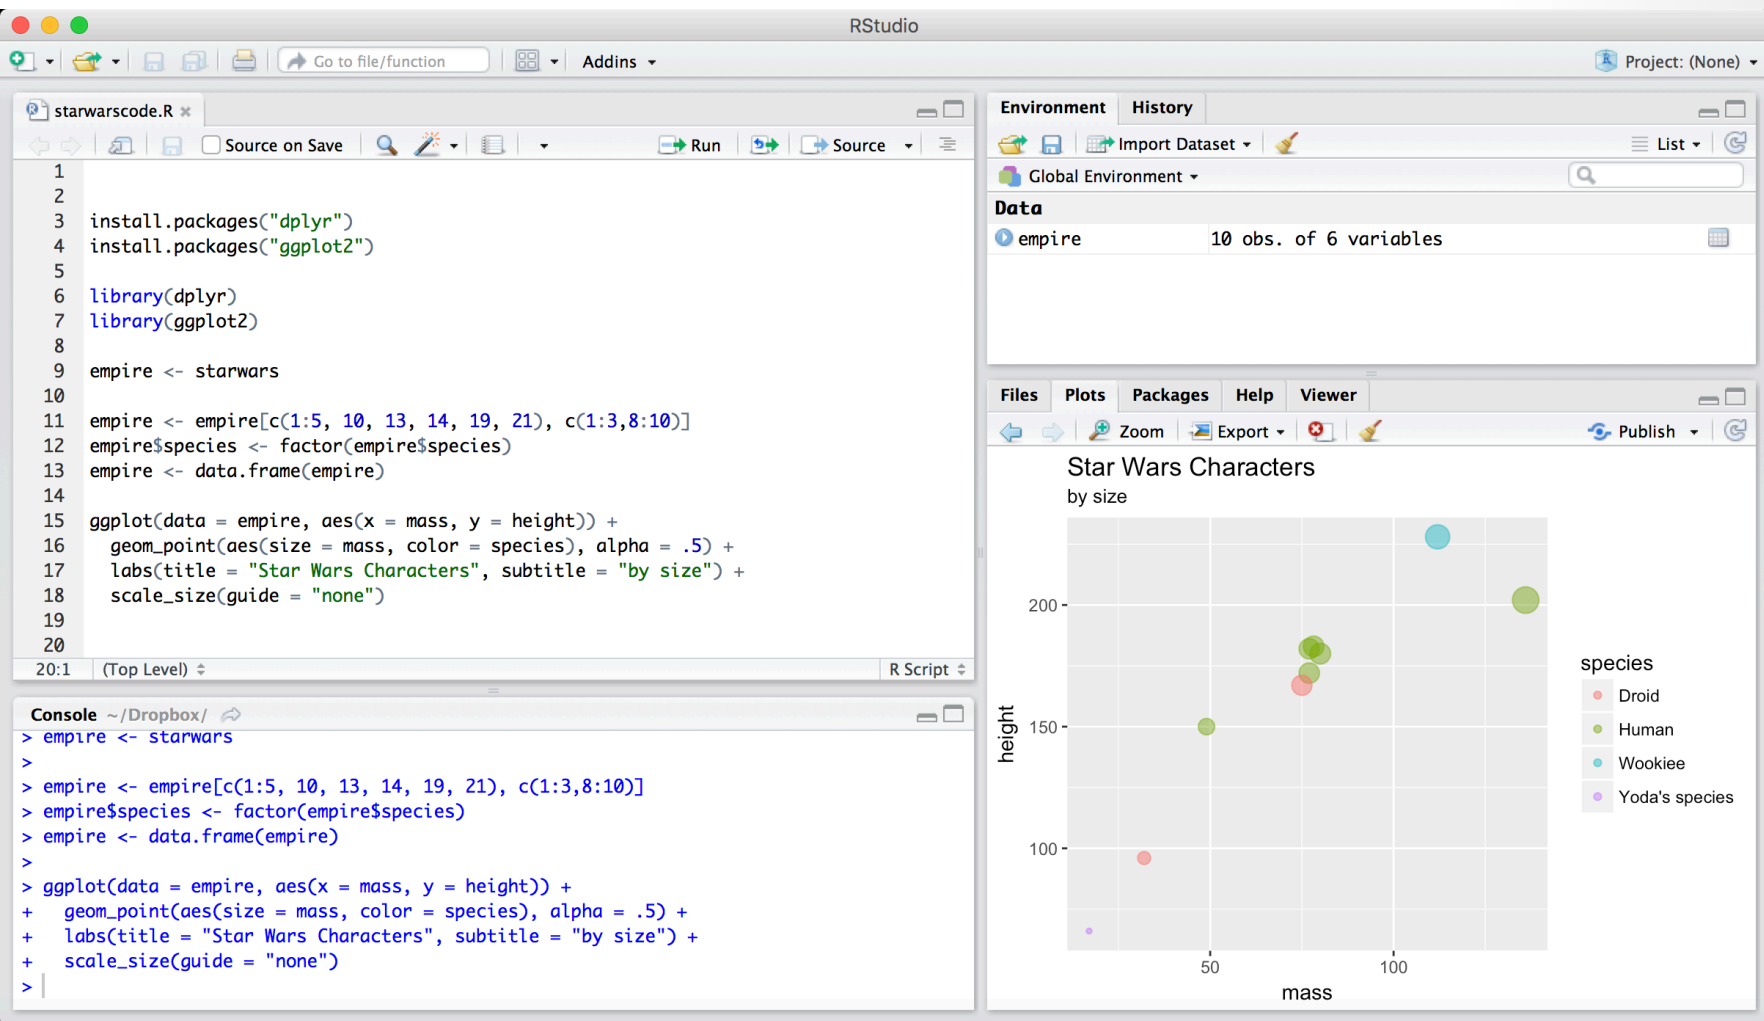 RStudio
Go to file/function
Addins
Project: (None)
starwarscode.R
Source on Save
Run
Source
1
2
3 install.packages("dplyr")
4 install.packages("ggplot2")
5
6 library(dplyr)
7 library(ggplot2)
8
9 empire <- starwars
10
11 empire <- empire[c(1:5, 10, 13, 14, 19, 21), c(1:3,8:10)]
12 empire$species <- factor(empire$species)
13 empire <- data.frame(empire)
14
15 ggplot(data = empire, aes(x = mass, y = height)) +
16 geom_point(aes(size = mass, color = species), alpha = .5) +
17 labs(title = "Star Wars Characters", subtitle = "by size") +
18 scale_size(guide = "none")
19
20
20:1 (Top Level) R Script
Console ~/Dropbox/
> empire <- starwars
>
> empire <- empire[c(1:5, 10, 13, 14, 19, 21), c(1:3,8:10)]
> empire$species <- factor(empire$species)
> empire <- data.frame(empire)
>
> ggplot(data = empire, aes(x = mass, y = height)) +
+ geom_point(aes(size = mass, color = species), alpha = .5) +
+ labs(title = "Star Wars Characters", subtitle = "by size") +
+ scale_size(guide = "none")
>
Environment History
Import Dataset List
Global Environment
Data
empire 10 obs. of 6 variables
Files Plots Packages Help Viewer
Zoom Export Publish
Star Wars Characters
by size
200
150
100
height
50 100
mass
species
Droid
Human
Wookiee
Yoda's species